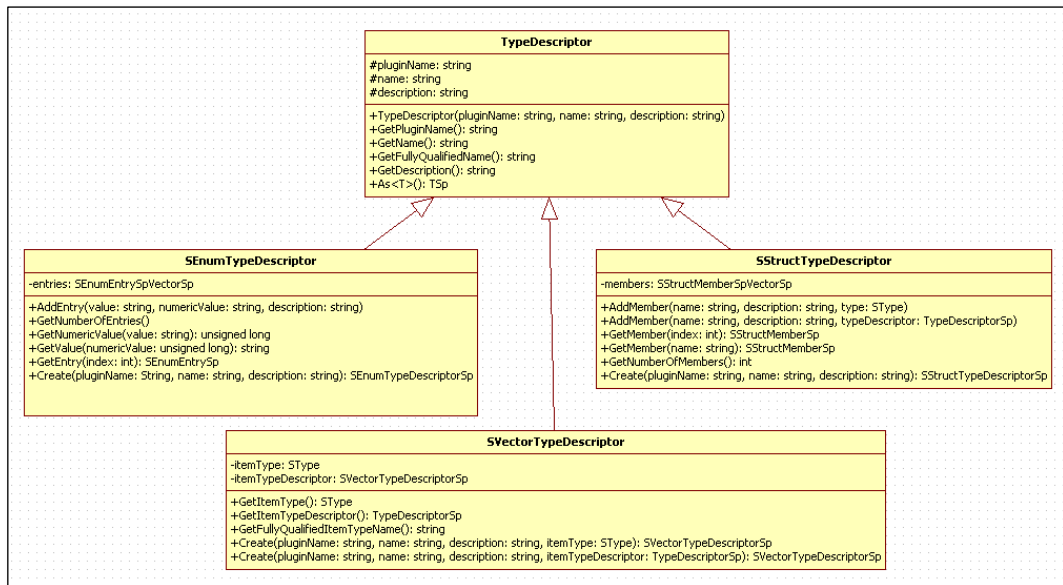 TypeDescriptor
#pluginName: string
#name: string
#description: string
+TypeDescriptor(pluginName: string, name: string, description: string)
+GetPluginName(): string
+GetName(): string
+GetFullyQualifiedName(): string
+GetDescription(): string
+As<T>(): TSp
SEnumTypeDescriptor
-entries: SEnumEntrySpVectorSp
+AddEntry(value: string, numericValue: string, description: string)
+GetNumberOfEntries()
+GetNumericValue(value: string): unsigned long
+GetValue(numericValue: unsigned long): string
+GetEntry(index: int): SEnumEntrySp
+Create(pluginName: String, name: string, description: string): SEnumTypeDescriptorSp
SStructTypeDescriptor
-members: SStructMemberSpVectorSp
+AddMember(name: string, description: string, type: SType)
+AddMember(name: string, description: string, typeDescriptor: TypeDescriptorSp)
+GetMember(index: int): SStructMemberSp
+GetMember(name: string): SStructMemberSp
+GetNumberOfMembers(): int
+Create(pluginName: string, name: string, description: string): SStructTypeDescriptorSp
SVectorTypeDescriptor
-itemType: SType
-itemTypeDescriptor: SVectorTypeDescriptorSp
+GetItemType(): SType
+GetItemTypeDescriptor(): TypeDescriptorSp
+GetFullyQualifiedItemTypeName(): string
+Create(pluginName: string, name: string, description: string, itemType: SType): SVectorTypeDescriptorSp
+Create(pluginName: string, name: string, description: string, itemTypeDescriptor: TypeDescriptorSp): SVectorTypeDescriptorSp